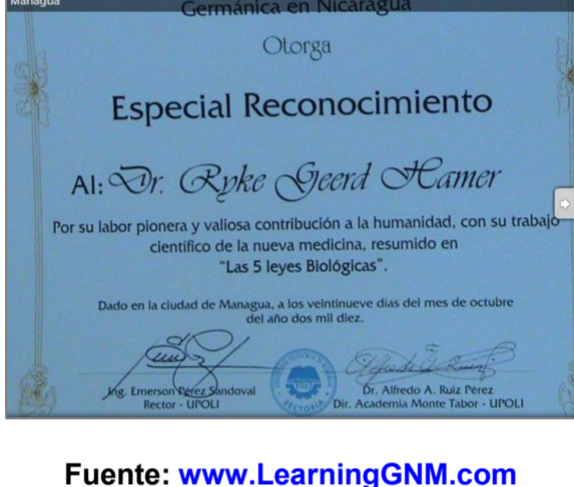 Managua
Germánica en Nicaragua
Otorga
Especial Reconocimiento
Al: Dr. Ryke Geerd Hamer
Por su labor pionera y valiosa contribución a la humanidad, con su trabajo
científico de la nueva medicina, resumido en
"Las 5 leyes Biológicas".
Dado en la ciudad de Managua, a los veintinueve días del mes de octubre
del año dos mil diez.
Ing. Emerson Pérez Sandoval
Rector - UPOLI
Dr. Alfredo A. Ruiz Pérez
Dir. Academia Monte Tabor - UPOLI
RECTORIA
Fuente: www.LearningGNM.com